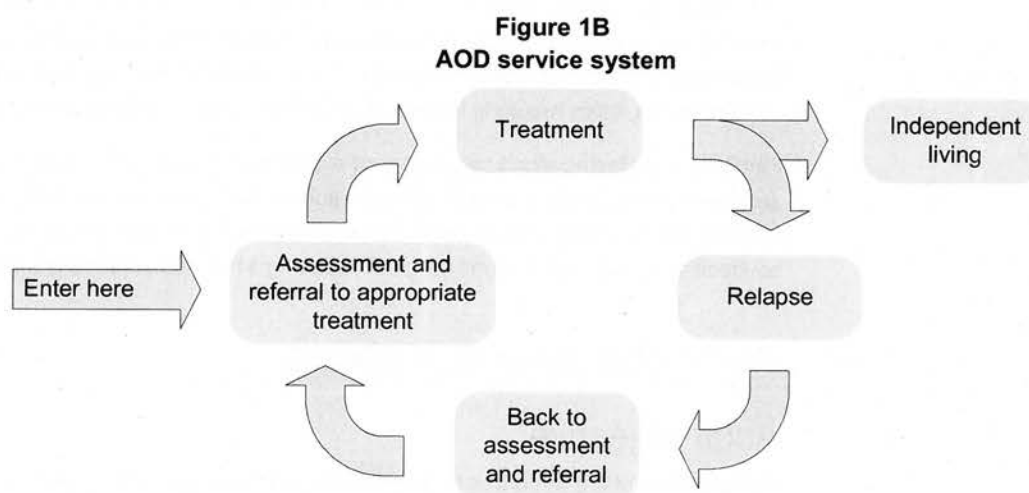 Figure 1B
AOD service system
Treatment
Independent
living
Enter here
Assessment and
referral to appropriate
treatment
Relapse
Back to
assessment
and referral